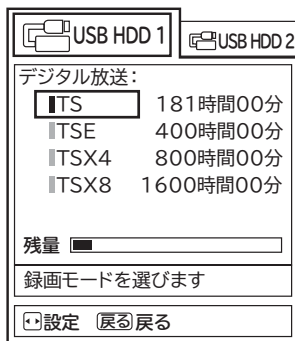 USB HDD 1 USB HDD 2
デジタル放送:
TS 181時間00分
TSE 400時間00分
TSX4 800時間00分
TSX8 1600時間00分
残量
録画モードを選びます
設定 戻る戻る